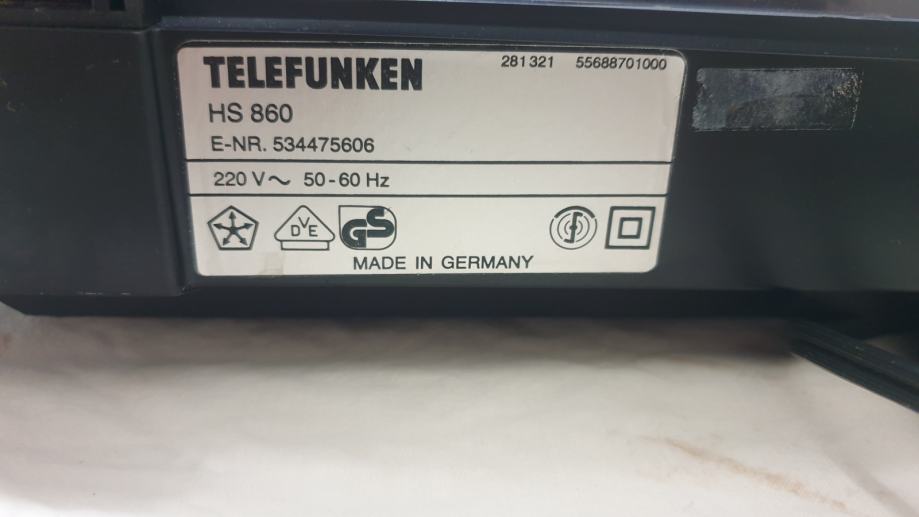 TELEFUNKEN 281321 55688701000
HS 860
E-NR. 534475606
220 V~ 50-60 Hz
DVE GS
MADE IN GERMANY